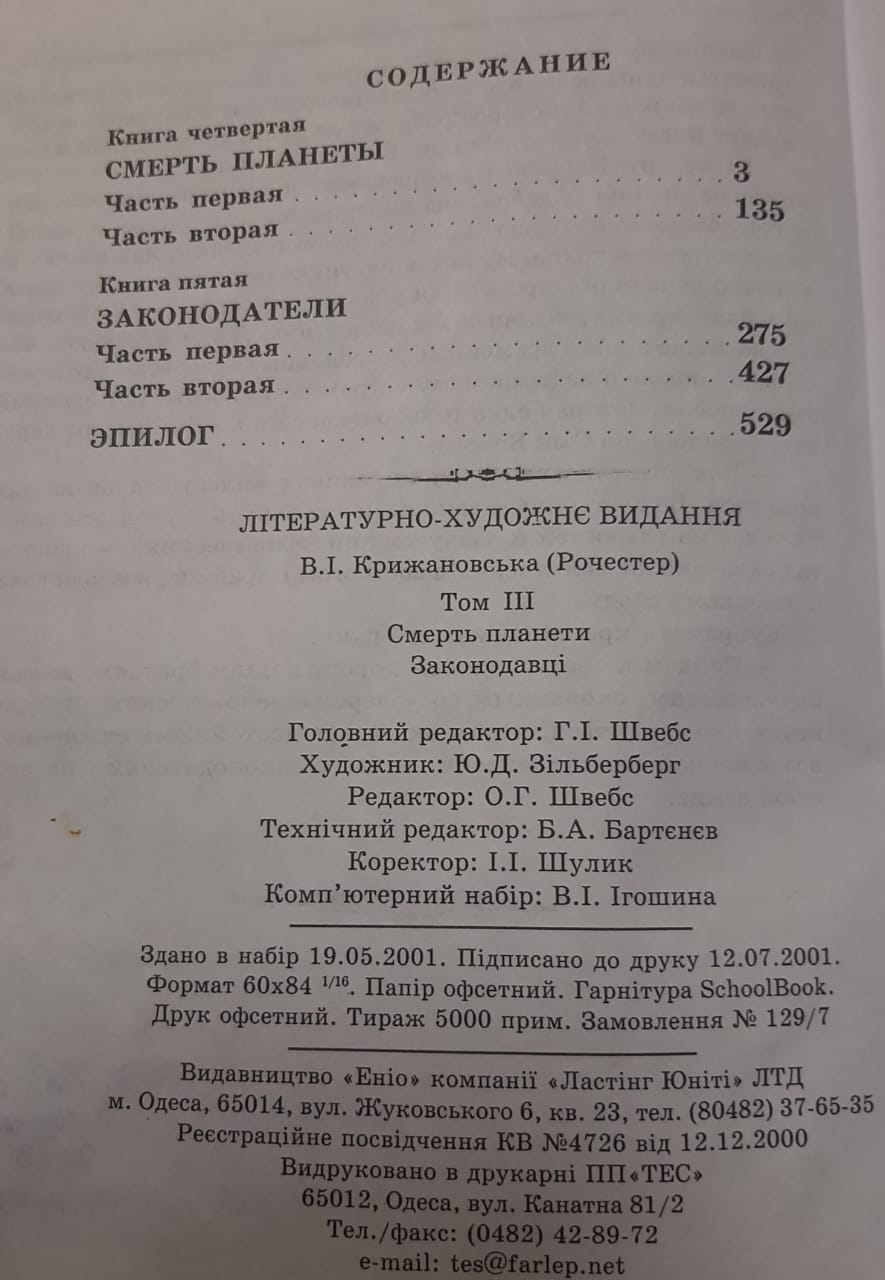 СОДЕРЖАНИЕ
Книга четвертая
СМЕРТЬ ПЛАНЕТЫ
Часть первая . . . . . . . . . . . . . . . . . . . . . . 3
Часть вторая . . . . . . . . . . . . . . . . . . . . . . 135
Книга пятая
ЗАКОНОДАТЕЛИ
Часть первая . . . . . . . . . . . . . . . . . . . . . . 275
Часть вторая . . . . . . . . . . . . . . . . . . . . . . 427
ЭПИЛОГ . . . . . . . . . . . . . . . . . . . . . . . . . 529
ЛІТЕРАТУРНО-ХУДОЖНЄ ВИДАННЯ
В.І. Крижановська (Рочестер)
Том III
Смерть планети
Законодавці
Головний редактор: Г.І. Швебс
Художник: Ю.Д. Зільберберг
Редактор: О.Г. Швебс
Технічний редактор: Б.А. Бартєнєв
Коректор: І.І. Шулик
Комп'ютерний набір: В.І. Ігошина
Здано в набір 19.05.2001. Підписано до друку 12.07.2001.
Формат 60х84 1/16. Папір офсетний. Гарнітура SchoolBook.
Друк офсетний. Тираж 5000 прим. Замовлення № 129/7
Видавництво «Еніо» компанії «Ластінг Юніті» ЛТД
м. Одеса, 65014, вул. Жуковського 6, кв. 23, тел. (80482) 37-65-35
Реєстраційне посвідчення КВ №4726 від 12.12.2000
Видруковано в друкарні ПП«ТЕС»
65012, Одеса, вул. Канатна 81/2
Тел./факс: (0482) 42-89-72
e-mail: tes@farlep.net